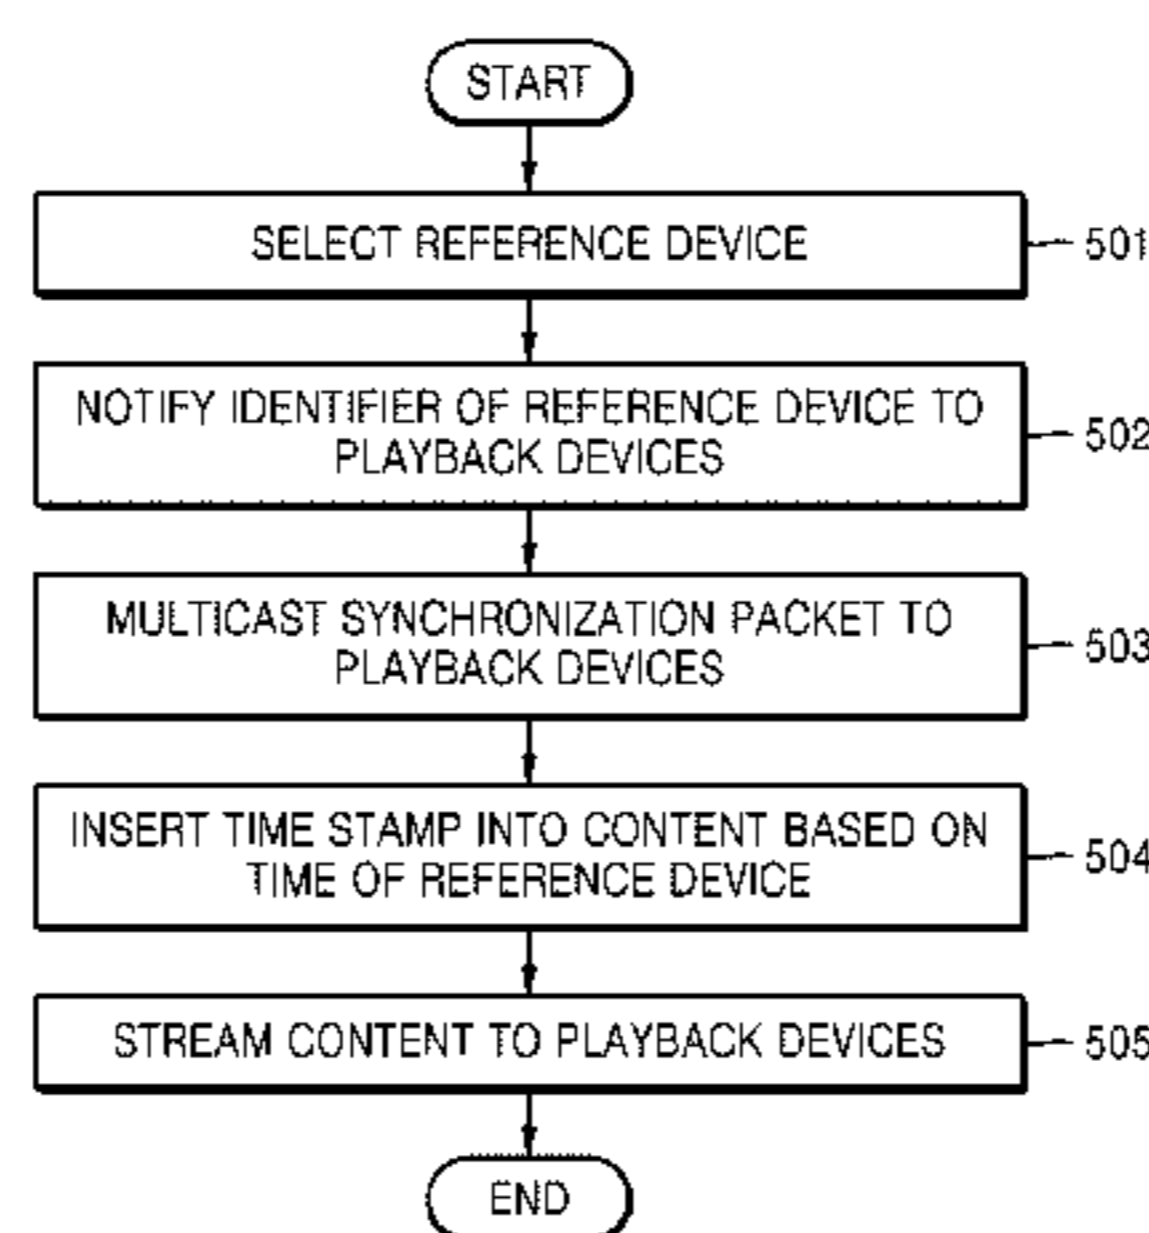 START
SELECT REFERENCE DEVICE
501
NOTIFY IDENTIFIER OF REFERENCE DEVICE TO
PLAYBACK DEVICES
502
MULTICAST SYNCHRONIZATION PACKET TO
PLAYBACK DEVICES
503
INSERT TIME STAMP INTO CONTENT BASED ON
TIME OF REFERENCE DEVICE
504
STREAM CONTENT TO PLAYBACK DEVICES
505
END